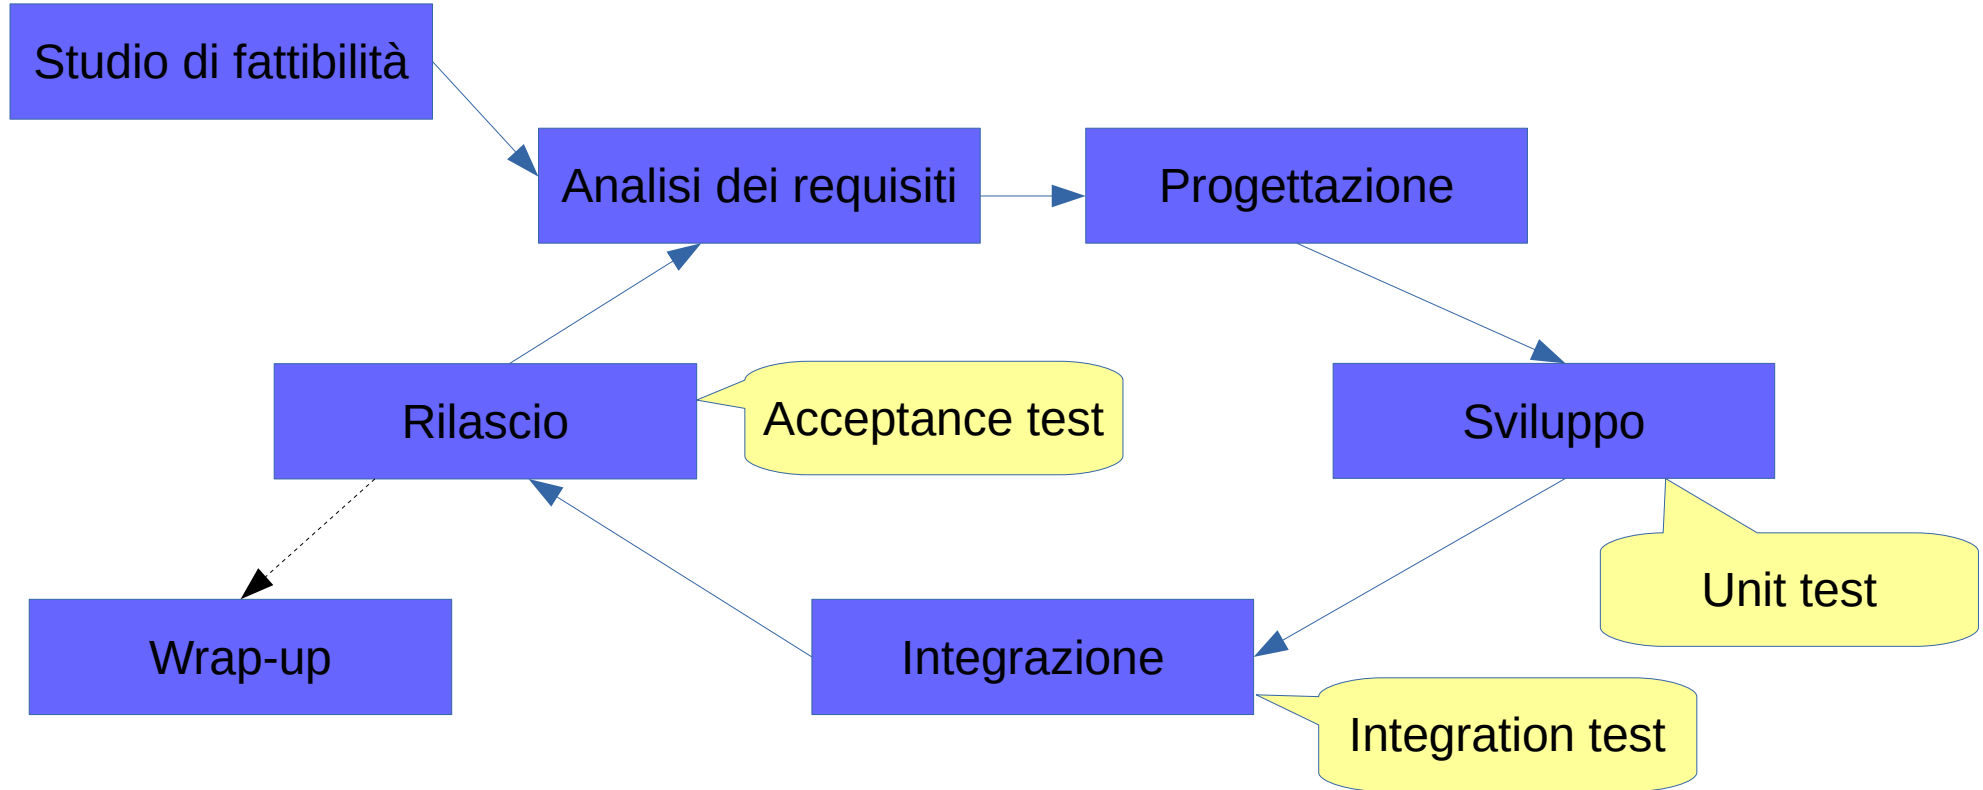 Studio di fattibilità
Analisi dei requisiti
Progettazione
Rilascio
Acceptance test
Sviluppo
Unit test
Wrap-up
Integrazione
Integration test